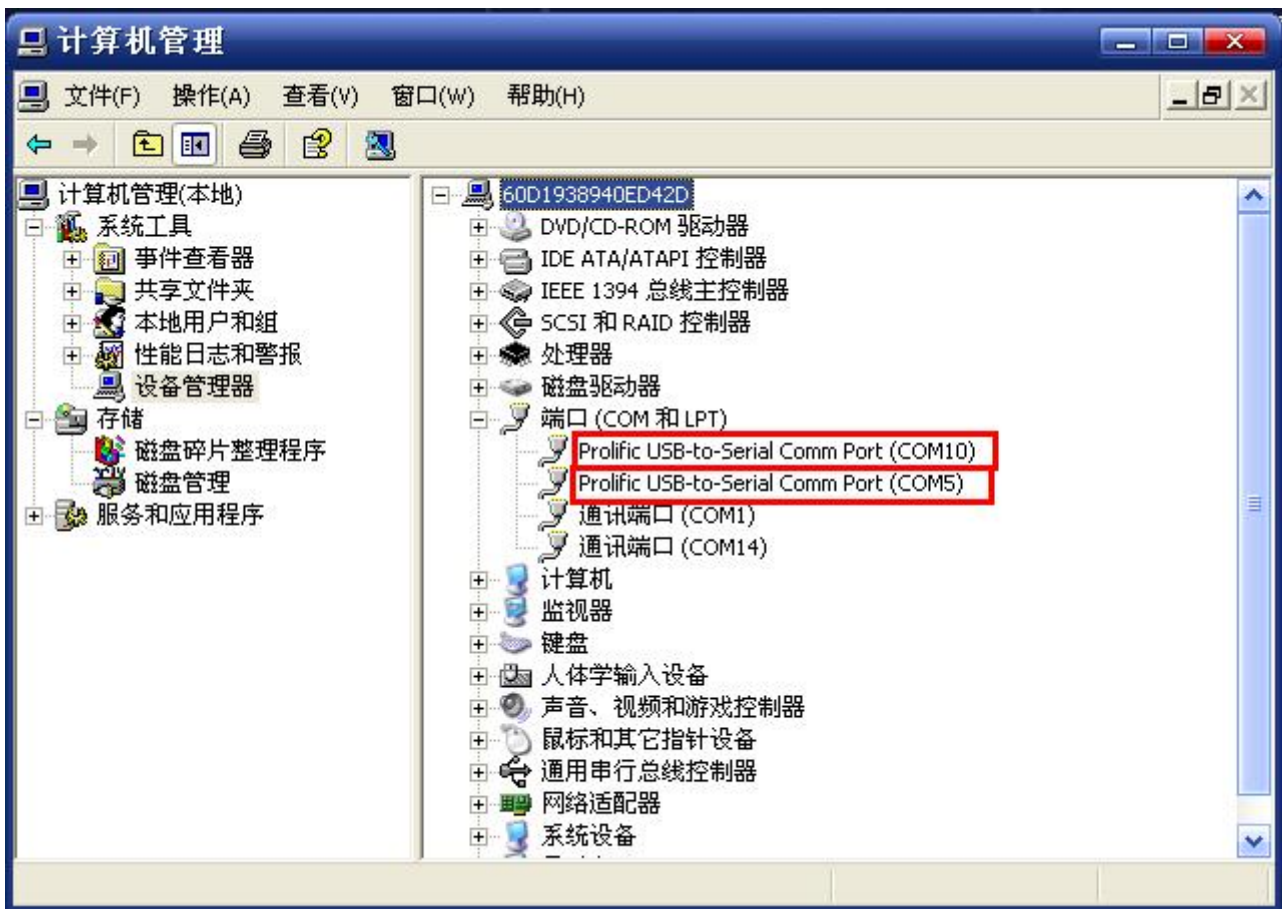 计算机管理
文件(F) 操作(A) 查看(V) 窗口(W) 帮助(H)
计算机管理(本地)
系统工具
事件查看器
共享文件夹
本地用户和组
性能日志和警报
设备管理器
存储
磁盘碎片整理程序
磁盘管理
服务和应用程序
60D1938940ED42D
DVD/CD-ROM 驱动器
IDE ATA/ATAPI 控制器
IEEE 1394 总线主控制器
SCSI 和 RAID 控制器
处理器
磁盘驱动器
端口 (COM 和 LPT)
Prolific USB-to-Serial Comm Port (COM10)
Prolific USB-to-Serial Comm Port (COM5)
通讯端口 (COM1)
通讯端口 (COM14)
计算机
监视器
键盘
人体学输入设备
声音、视频和游戏控制器
鼠标和其它指针设备
通用串行总线控制器
网络适配器
系统设备